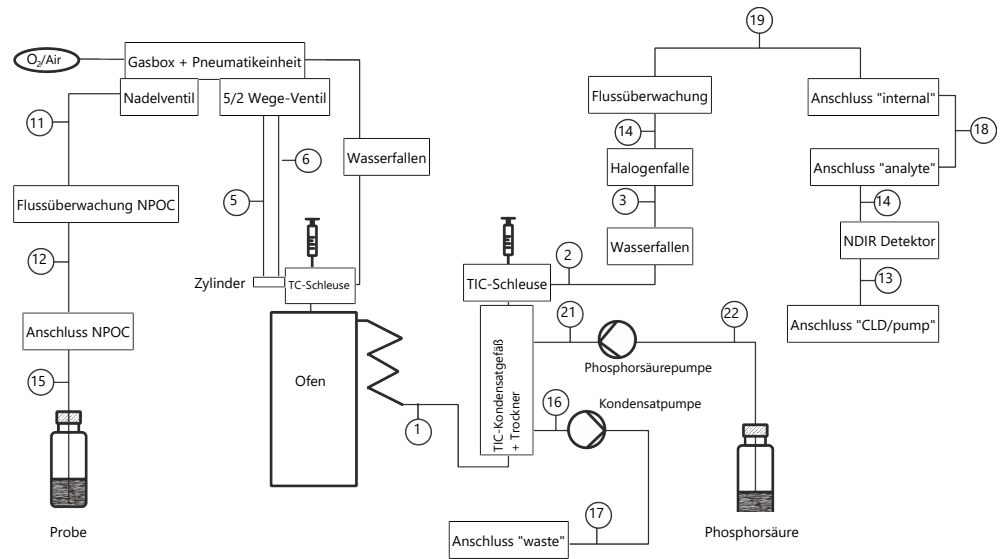 19
O₂/Air
Gasbox + Pneumatikeinheit
Nadelventil
5/2 Wege-Ventil
Flussüberwachung
Anschluss "internal"
11
14
18
6
Wasserfallen
Halogenfalle
Anschluss "analyte"
Flussüberwachung NPOC
5
3
14
Wasserfallen
NDIR Detektor
12
2
Zylinder
TC-Schleuse
TIC-Schleuse
13
Anschluss NPOC
21
22
Anschluss "CLD/pump"
Phosphorsäurepumpe
15
Ofen
TIC-Kondensatgefäß
+ Trockner
1
16
Kondensatpumpe
17
Probe
Anschluss "waste"
Phosphorsäure